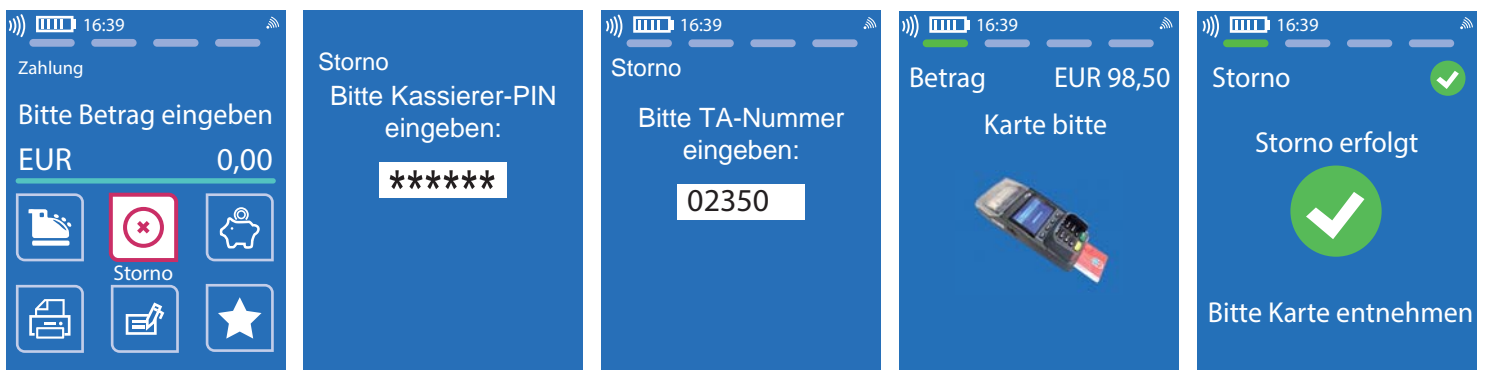 16:39
Zahlung
Bitte Betrag eingeben
EUR 0,00
Storno
Storno
Bitte Kassierer-PIN
eingeben:
******
16:39
Storno
Bitte TA-Nummer
eingeben:
02350
16:39
Betrag EUR 98,50
Karte bitte
16:39
Storno
Storno erfolgt
Bitte Karte entnehmen